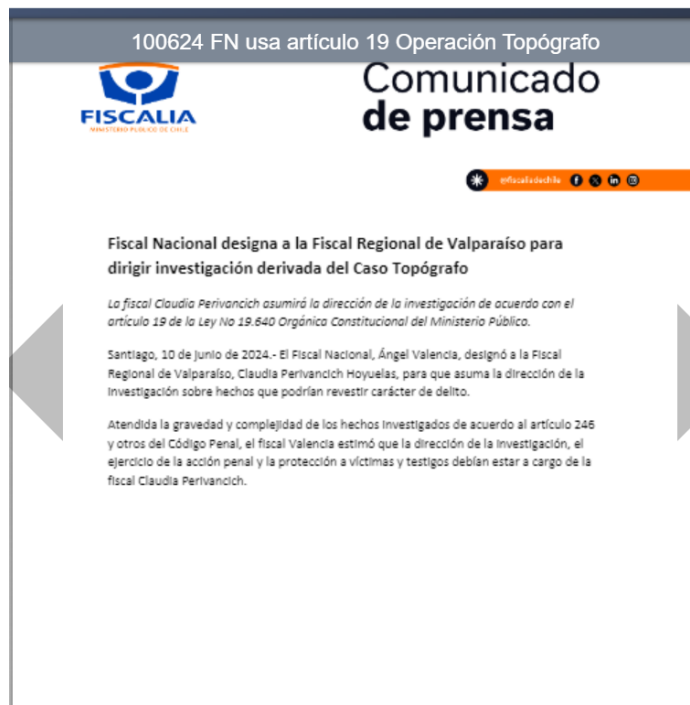 100624 FN usa artículo 19 Operación Topógrafo
FISCALIA
MINISTERIO PUBLICO DE CHILE
Comunicado
de prensa
@fiscaliadechile
Fiscal Nacional designa a la Fiscal Regional de Valparaíso para
dirigir investigación derivada del Caso Topógrafo
La fiscal Claudia Perivancich asumirá la dirección de la investigación de acuerdo con el
artículo 19 de la Ley No 19.640 Orgánica Constitucional del Ministerio Público.
Santiago, 10 de junio de 2024.- El Fiscal Nacional, Ángel Valencia, designó a la Fiscal
Regional de Valparaíso, Claudia Perivancich Hoyuelas, para que asuma la dirección de la
investigación sobre hechos que podrían revestir carácter de delito.
Atendida la gravedad y complejidad de los hechos investigados de acuerdo al artículo 246
y otros del Código Penal, el fiscal Valencia estimó que la dirección de la investigación, el
ejercicio de la acción penal y la protección a víctimas y testigos debían estar a cargo de la
fiscal Claudia Perivancich.